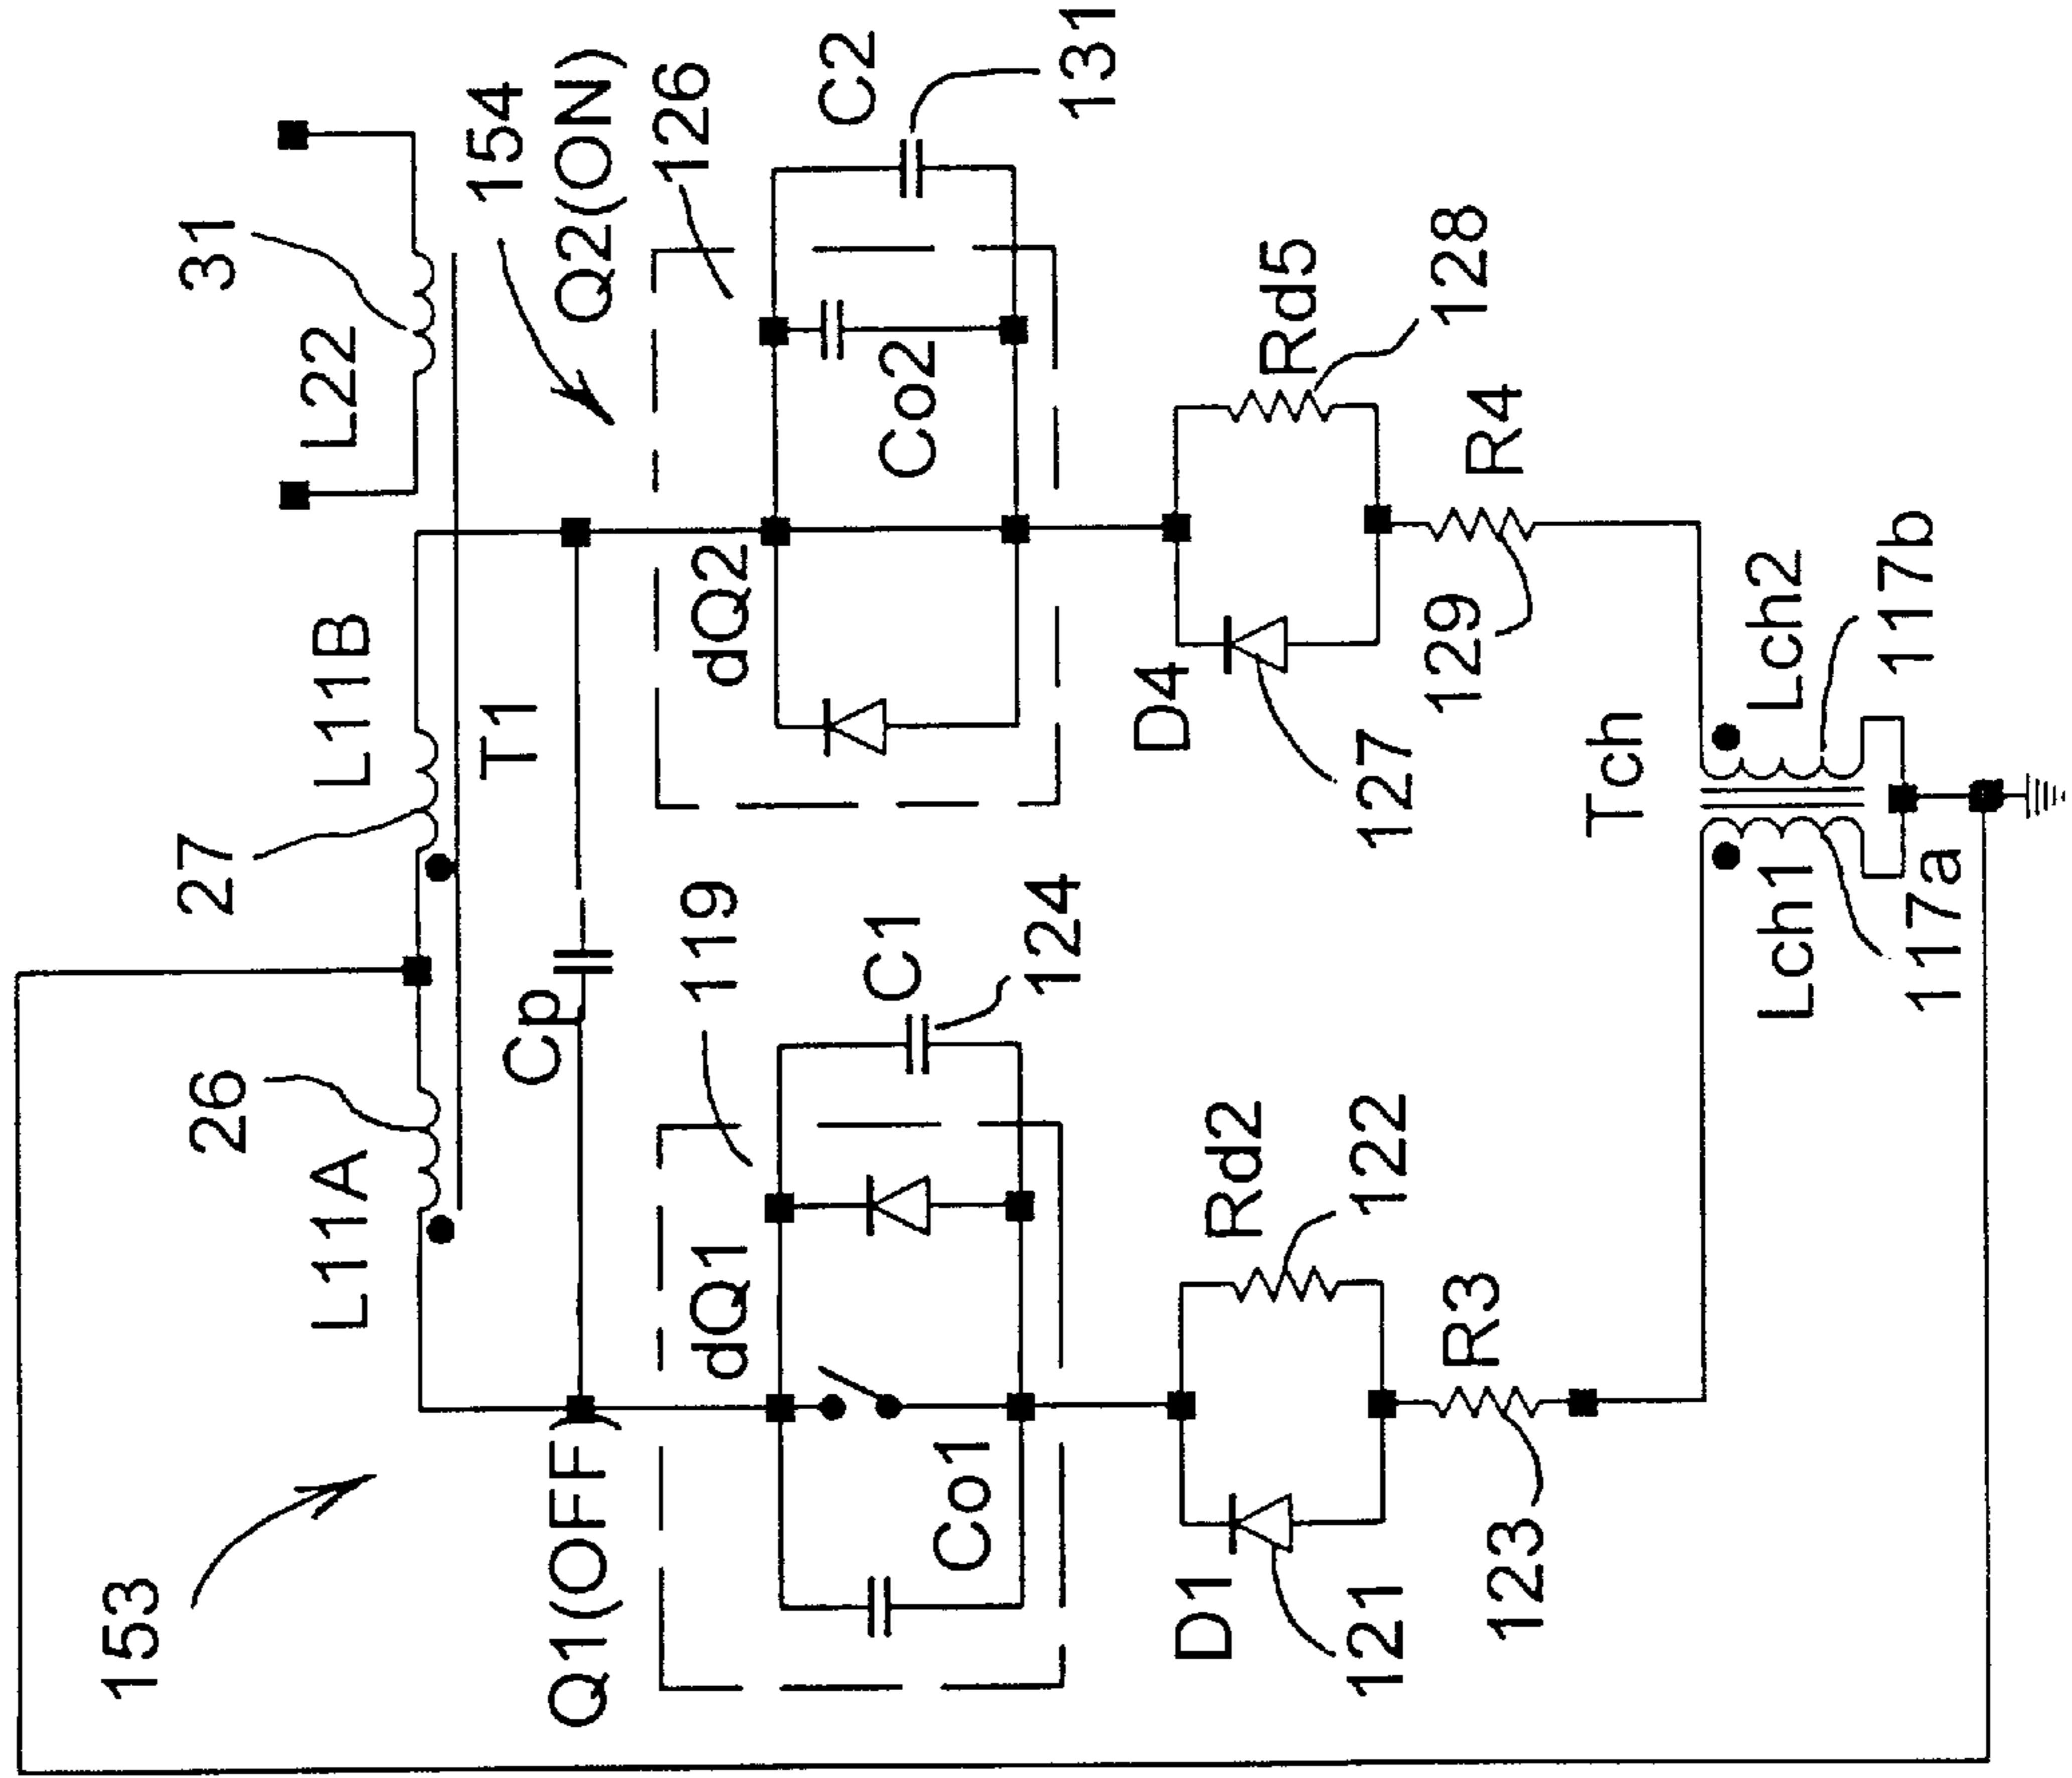 153
154
31
L22
27
L11B
26
L11A
T1
Cp
Q2(ON)
126
C2
131
dQ2
Co2
Q1(OFF)
119
C1
124
dQ1
Co1
D4
127
Rd5
128
R4
129
D1
121
Rd2
122
R3
123
Tch
Lch2
117b
Lch1
117a